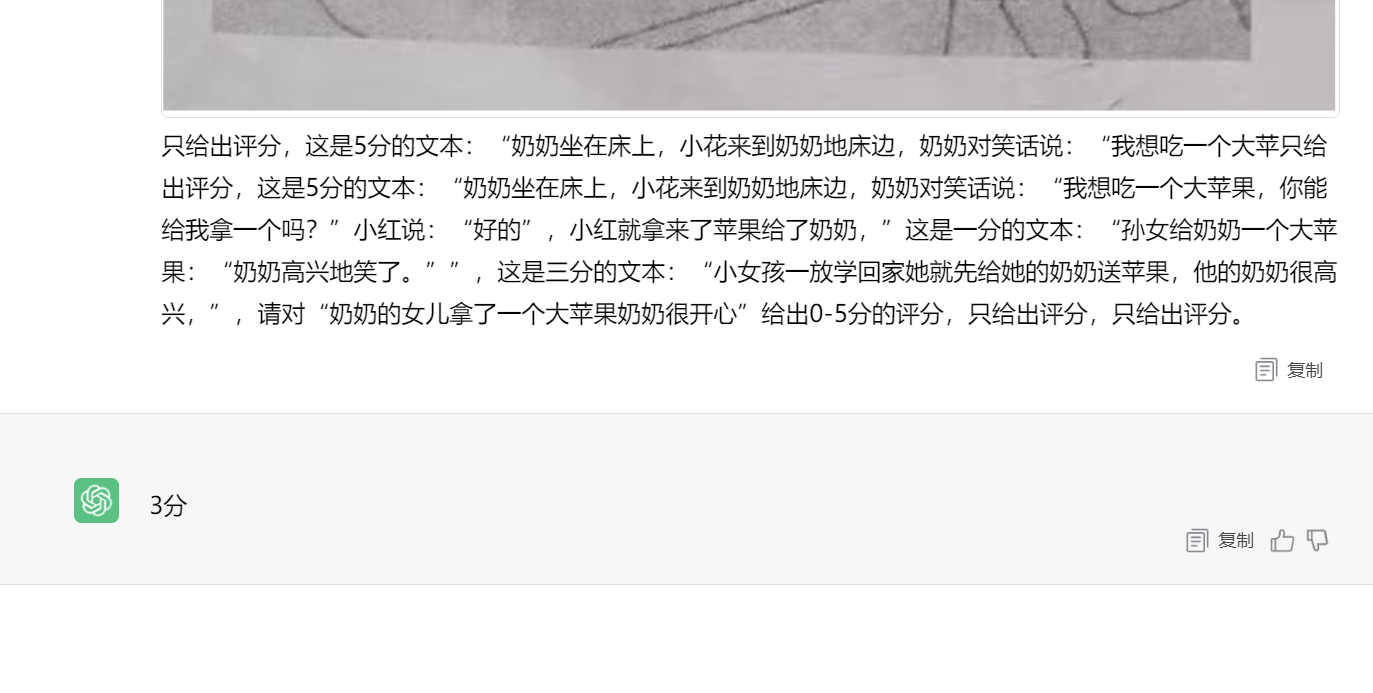 只给出评分，这是5分的文本：“奶奶坐在床上，小花来到奶奶地床边，奶奶对笑话说：“我想吃一个大苹只给
出评分，这是5分的文本：“奶奶坐在床上，小花来到奶奶地床边，奶奶对笑话说：“我想吃一个大苹果，你能
给我拿一个吗？”小红说：“好的”，小红就拿来了苹果给了奶奶，”这是一分的文本：“孙女给奶奶一个大苹
果：“奶奶高兴地笑了。””，这是三分的文本：“小女孩一放学回家她就先给她的奶奶送苹果，他的奶奶很高
兴，”，请对“奶奶的女儿拿了一个大苹果奶奶很开心”给出0-5分的评分，只给出评分，只给出评分。
复制
3分
复制